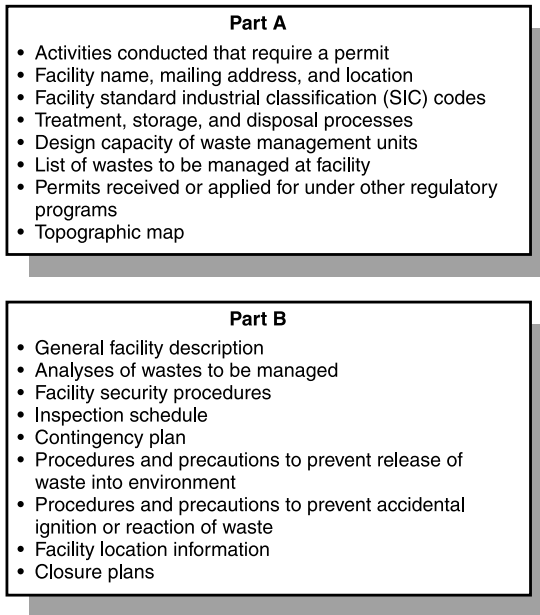 Part A
• Activities conducted that require a permit
• Facility name, mailing address, and location
• Facility standard industrial classification (SIC) codes
• Treatment, storage, and disposal processes
• Design capacity of waste management units
• List of wastes to be managed at facility
• Permits received or applied for under other regulatory
programs
• Topographic map
Part B
• General facility description
• Analyses of wastes to be managed
• Facility security procedures
• Inspection schedule
• Contingency plan
• Procedures and precautions to prevent release of
waste into environment
• Procedures and precautions to prevent accidental
ignition or reaction of waste
• Facility location information
• Closure plans